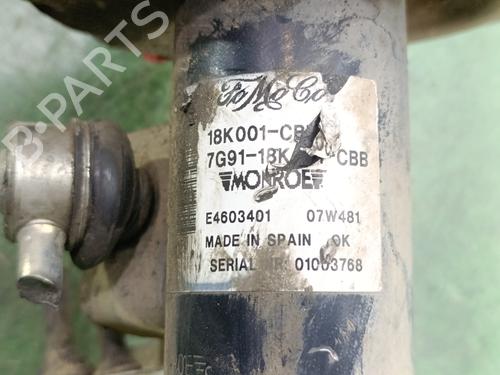 FoMoCo
18K001-CB
7G91-18K CBB
MONROE
E4603401 07W481
MADE IN SPAIN OK
SERIAL 01003768
B-PARTS